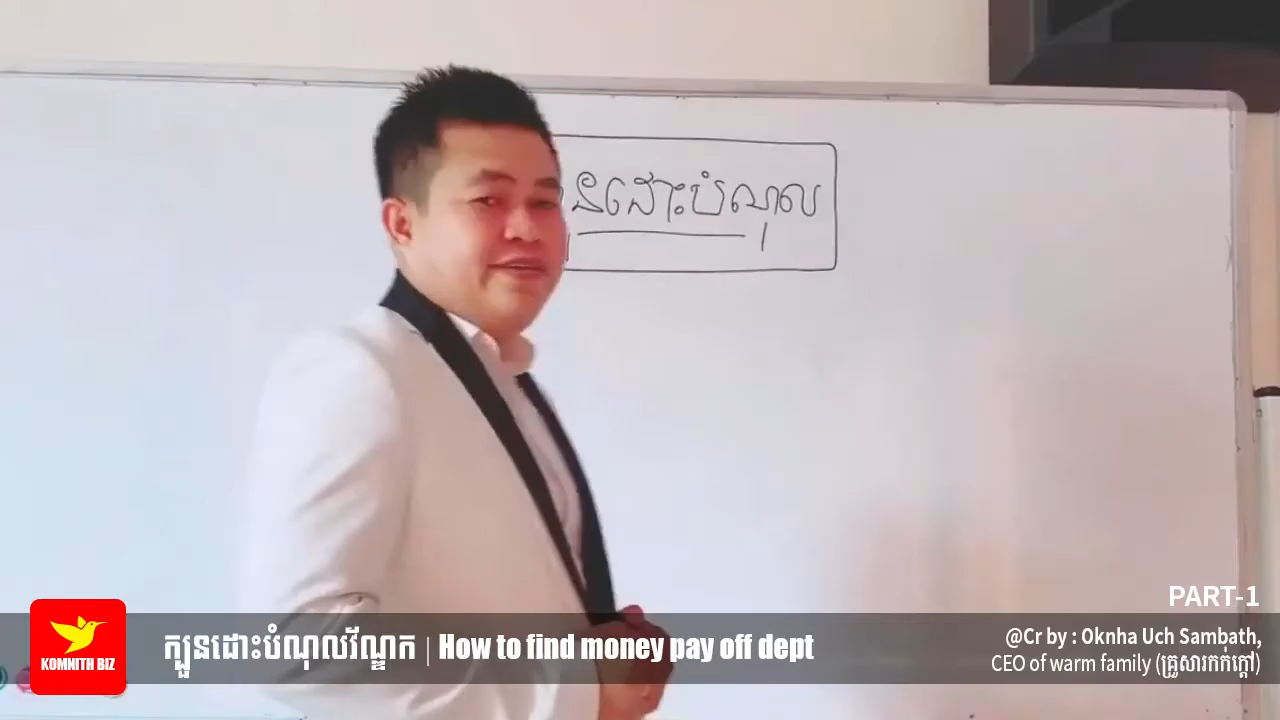 នដោះបំណុល
PART-1
KOMNITH BIZ
ក្បួនដោះបំណុលវ័ណ្ឌក | How to find money pay off dept
@Cr by : Oknha Uch Sambath,
CEO of warm family (គ្រួសារកក់ក្តៅ)